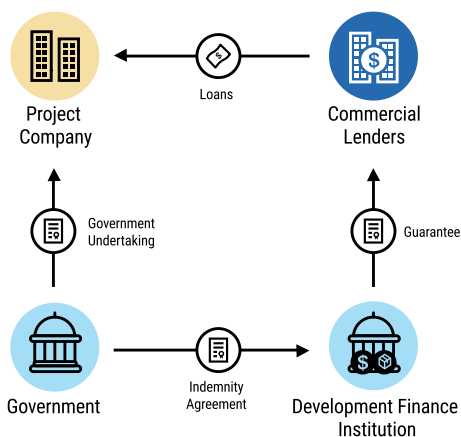 Loans
Project
Company
Commercial
Lenders
Government
Undertaking
Guarantee
$
Indemnity
Agreement
Government
Development Finance
Institution